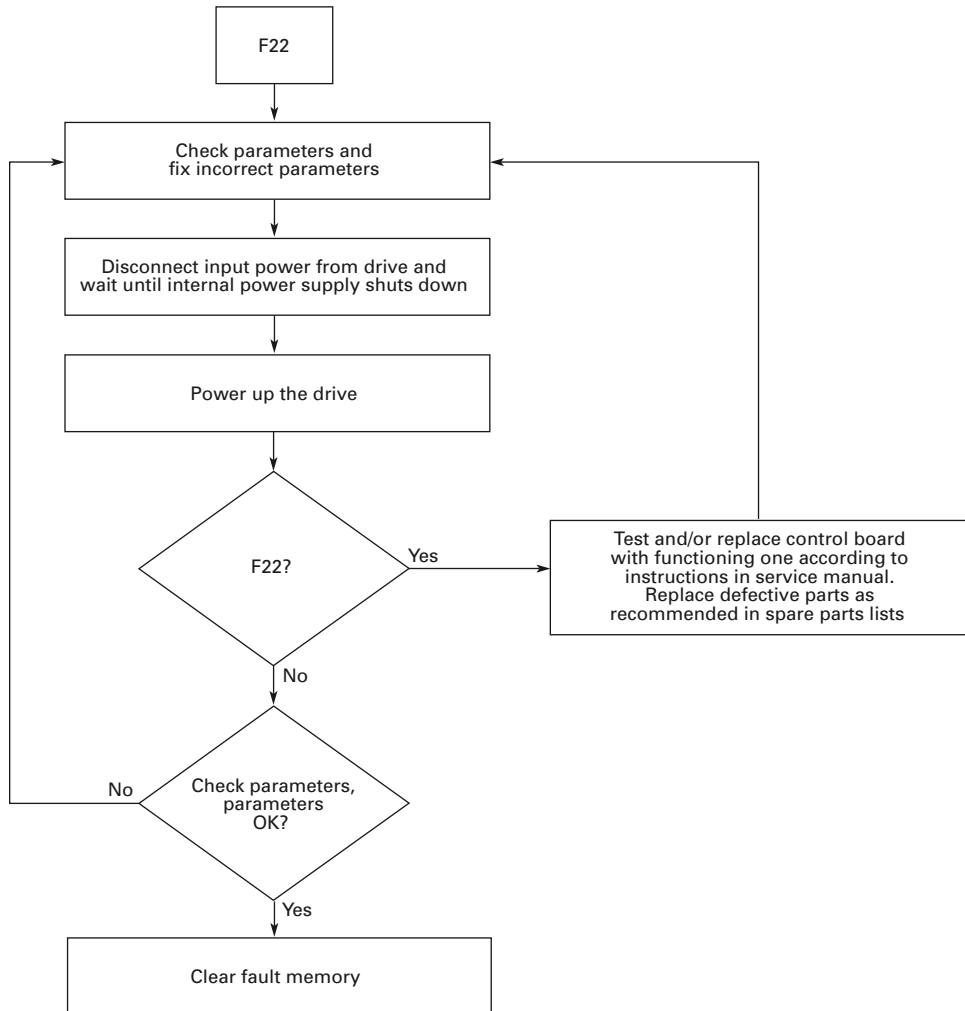 F22
Check parameters and
fix incorrect parameters
Disconnect input power from drive and
wait until internal power supply shuts down
Power up the drive
F22?
Yes
Test and/or replace control board
with functioning one according to
instructions in service manual.
Replace defective parts as
recommended in spare parts lists
No
Check parameters,
parameters
OK?
No
Yes
Clear fault memory